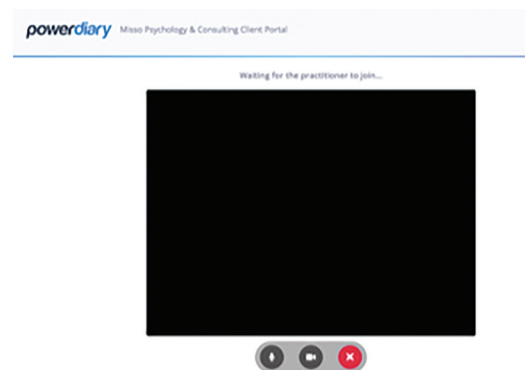 powerdiary Misso Psychology & Consulting Client Portal
Waiting for the practitioner to join...